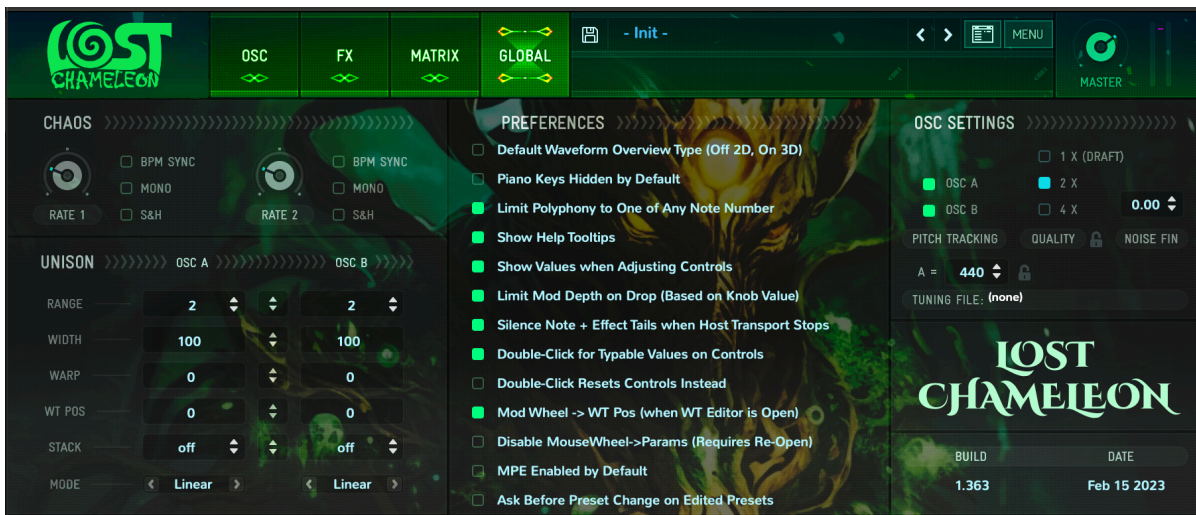 LOST
CHAMELEON
OSC
FX
MATRIX
GLOBAL
- Init -
MENU
MASTER
CHAOS
BPM SYNC
MONO
S&H
RATE 1
BPM SYNC
MONO
S&H
RATE 2
UNISON
OSC A
OSC B
RANGE 2 2
WIDTH 100 100
WARP 0 0
WT POS 0 0
STACK off off
MODE Linear Linear
PREFERENCES
Default Waveform Overview Type (Off 2D, On 3D)
Piano Keys Hidden by Default
Limit Polyphony to One of Any Note Number
Show Help Tooltips
Show Values when Adjusting Controls
Limit Mod Depth on Drop (Based on Knob Value)
Silence Note + Effect Tails when Host Transport Stops
Double-Click for Typable Values on Controls
Double-Click Resets Controls Instead
Mod Wheel -> WT Pos (when WT Editor is Open)
Disable MouseWheel->Params (Requires Re-Open)
MPE Enabled by Default
Ask Before Preset Change on Edited Presets
OSC SETTINGS
1 X (DRAFT)
OSC A 2 X
OSC B 4 X 0.00
PITCH TRACKING QUALITY NOISE FIN
A = 440
TUNING FILE: (none)
LOST
CHAMELEON
BUILD DATE
1.363 Feb 15 2023